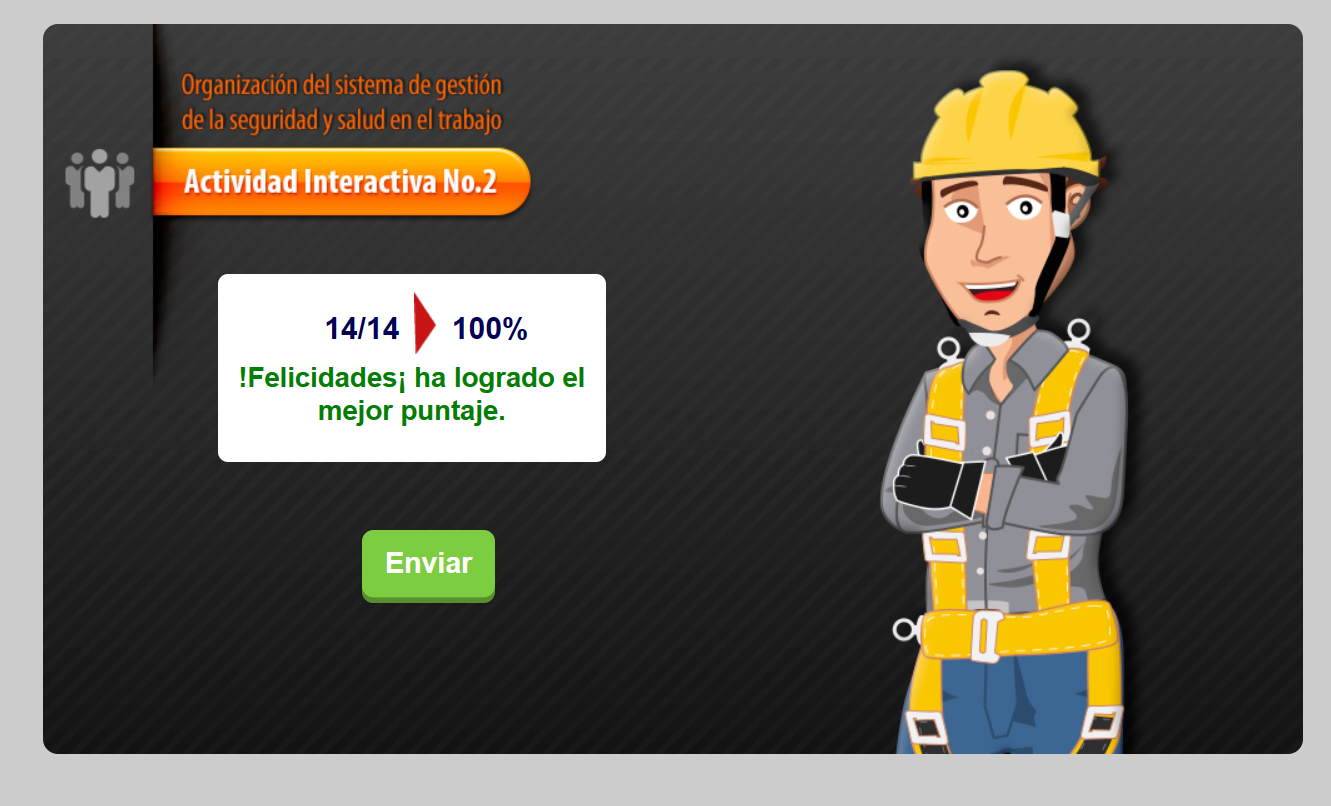 Organización del sistema de gestión
de la seguridad y salud en el trabajo
Actividad Interactiva No.2
14/14 100%
!Felicidades¡ ha logrado el
mejor puntaje.
Enviar